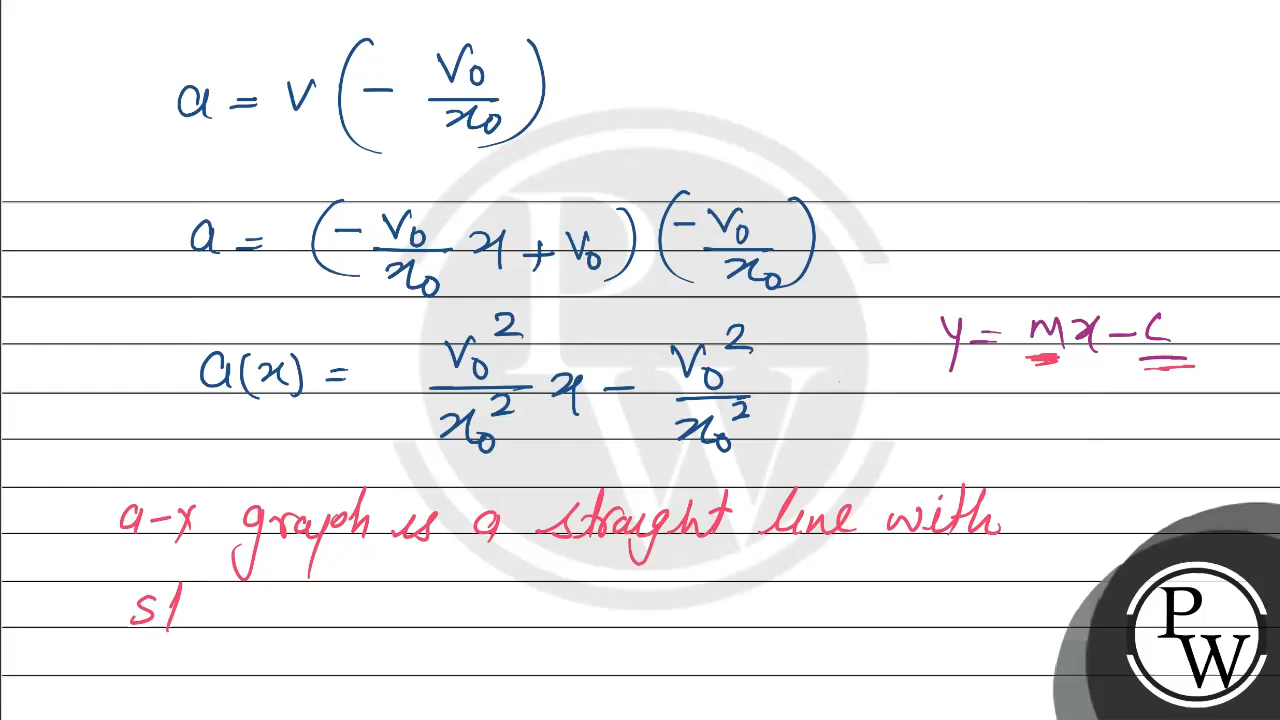 a = v (- v₀/x₀)
a = (- v₀/x₀ x + v₀) (- v₀/x₀)
a(x) = v₀²/x₀² x - v₀²/x₀²
y = mx - c
a-x graph is a straight line with
sl
PW
PW